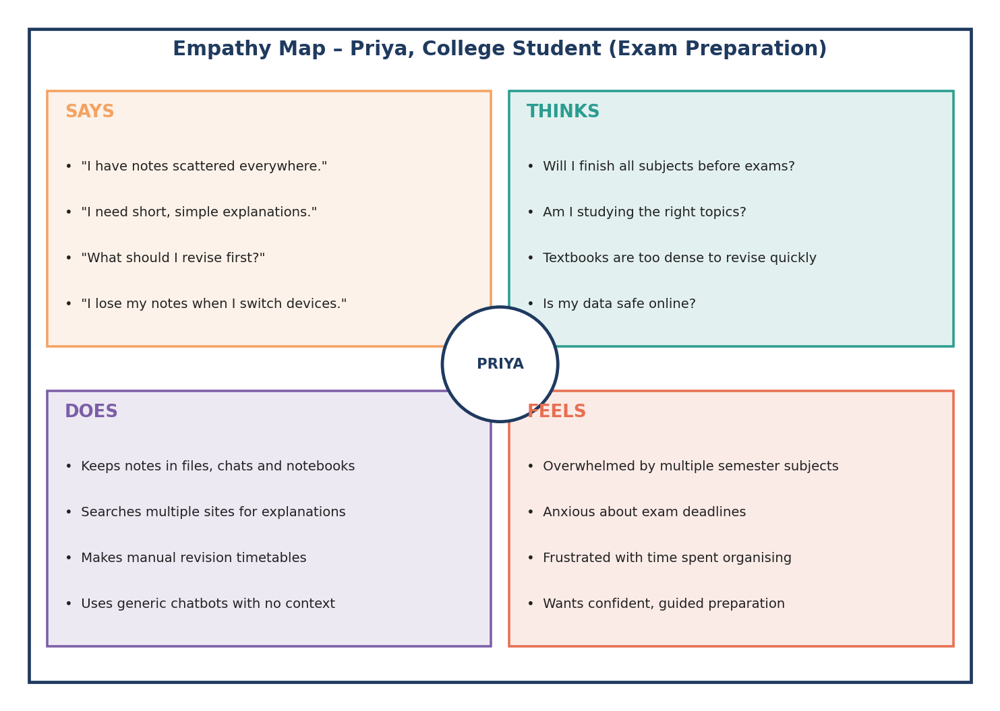 Empathy Map – Priya, College Student (Exam Preparation)
SAYS
• "I have notes scattered everywhere."
• "I need short, simple explanations."
• "What should I revise first?"
• "I lose my notes when I switch devices."
THINKS
• Will I finish all subjects before exams?
• Am I studying the right topics?
• Textbooks are too dense to revise quickly
• Is my data safe online?
PRIYA
DOES
• Keeps notes in files, chats and notebooks
• Searches multiple sites for explanations
• Makes manual revision timetables
• Uses generic chatbots with no context
FEELS
• Overwhelmed by multiple semester subjects
• Anxious about exam deadlines
• Frustrated with time spent organising
• Wants confident, guided preparation